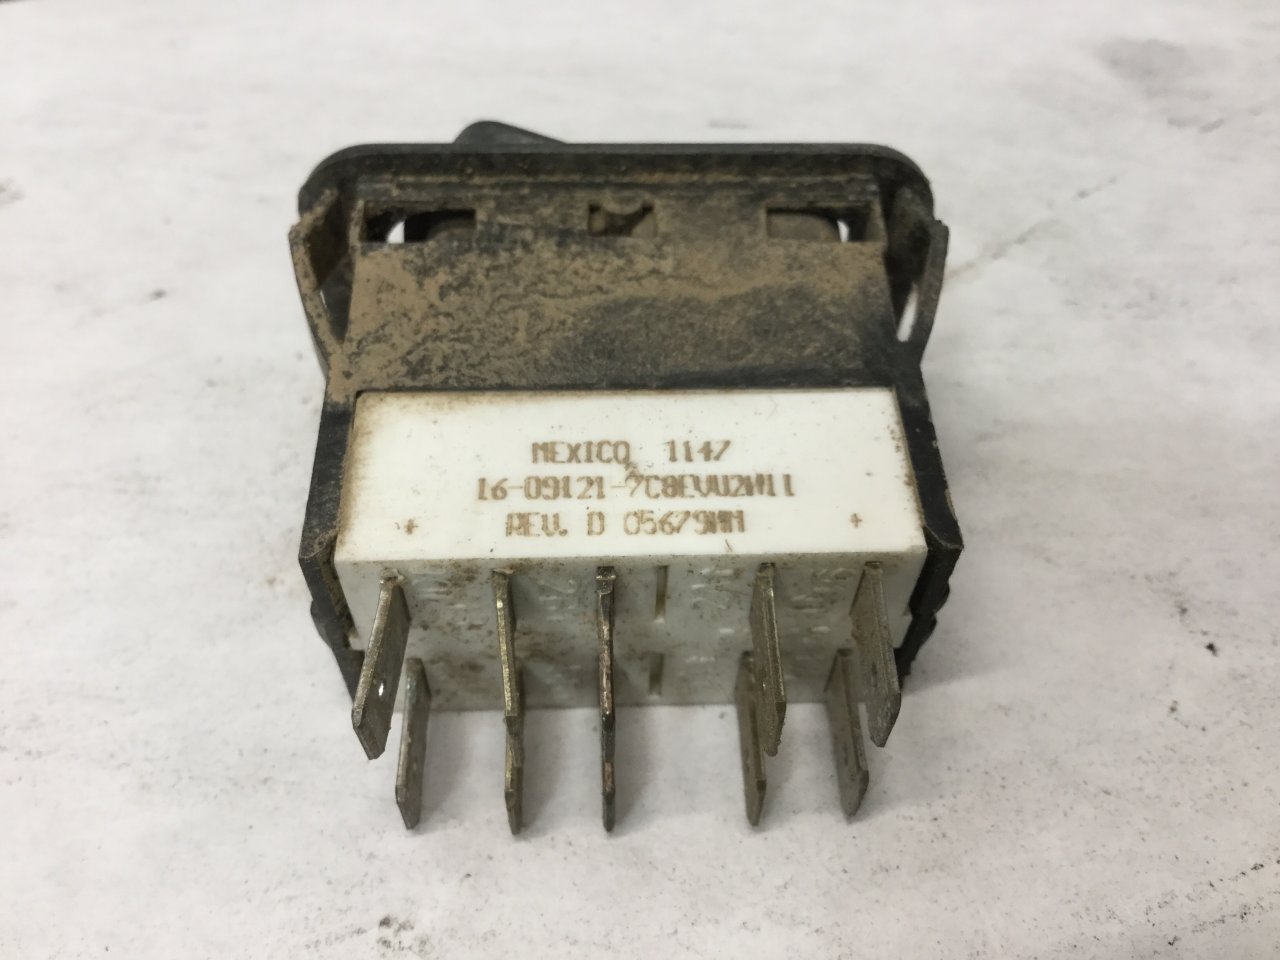 MEXICO 1147
16-09121-7C8EVU2W11
REV. D 05679MM